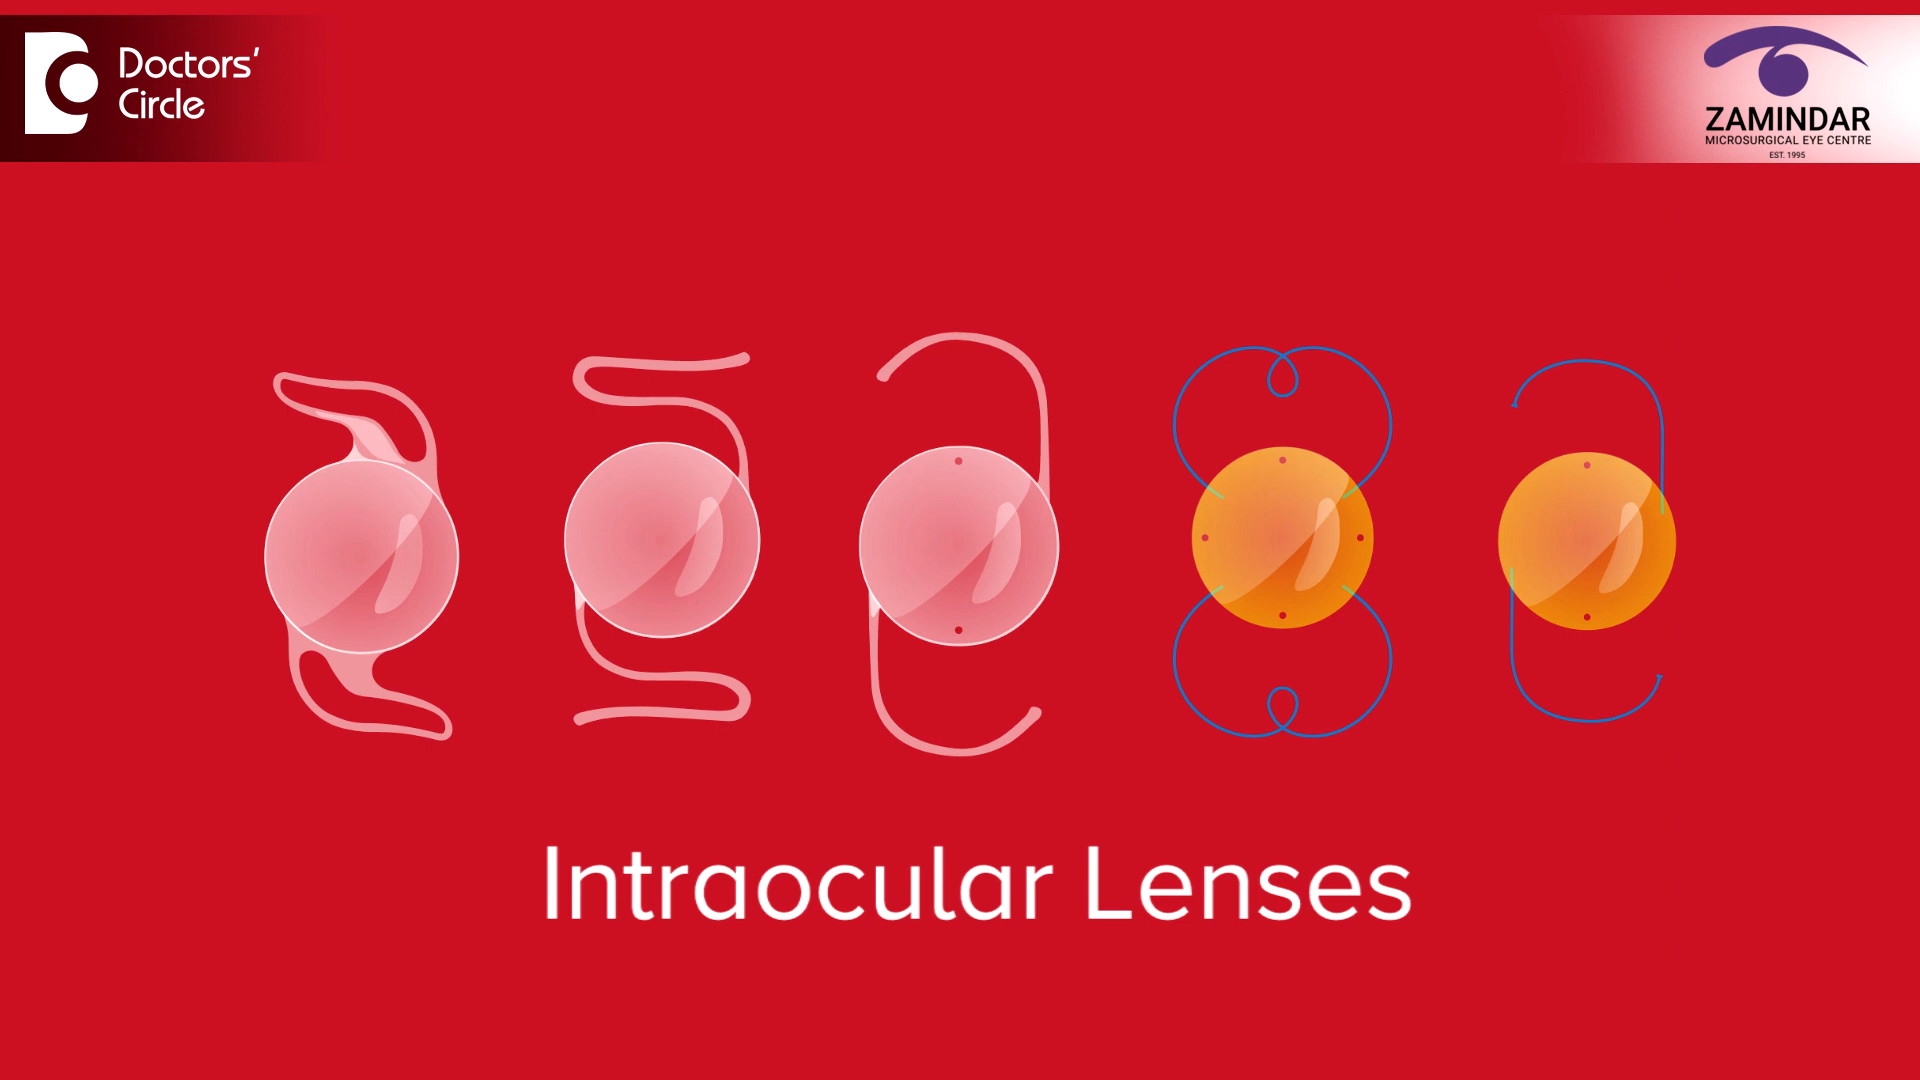 Doctors'
Circle
ZAMINDAR
MICROSURGICAL EYE CENTRE
EST. 1995
Intraocular Lenses